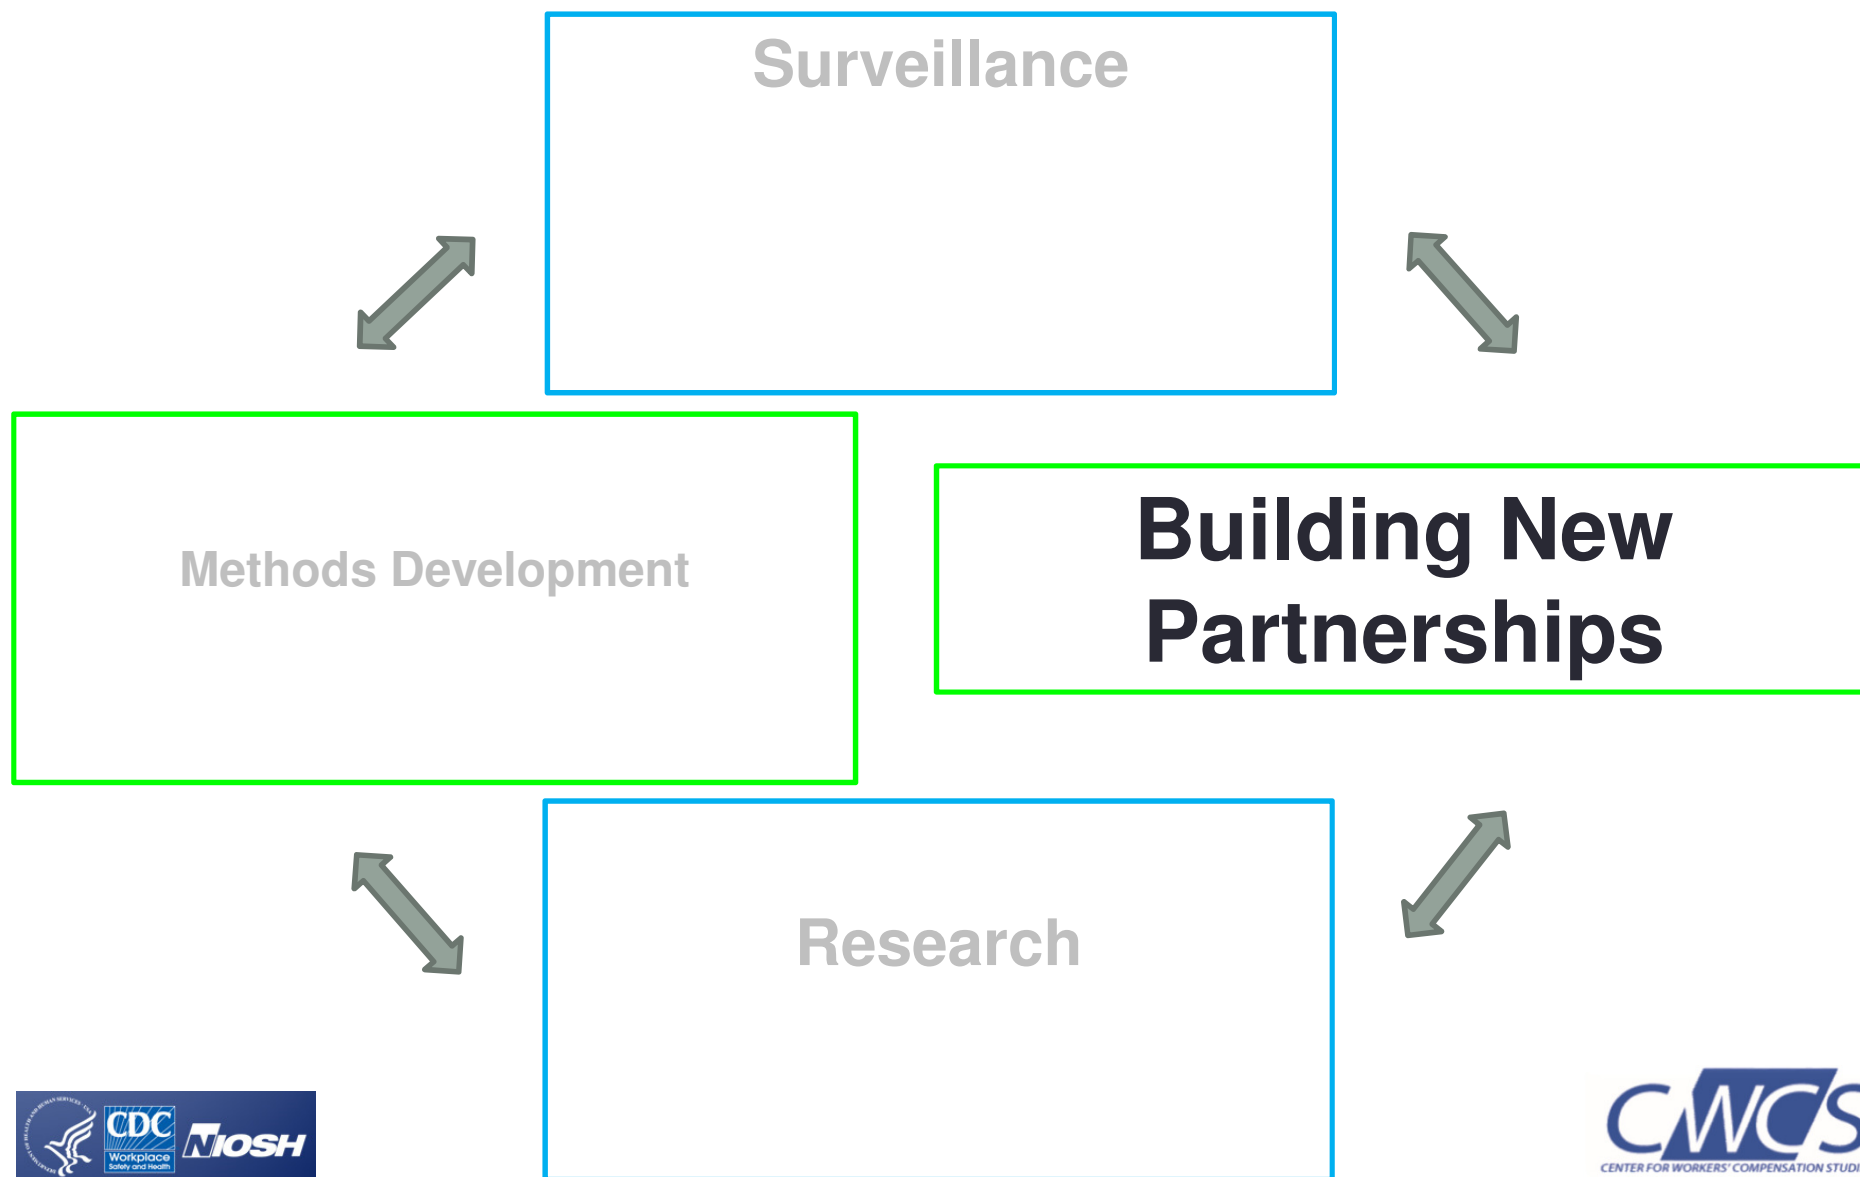 Surveillance
Methods Development
Building New
Partnerships
Research
CDC
Workplace
Safety and Health
NIOSH
CWCS
CENTER FOR WORKERS' COMPENSATION STUDI